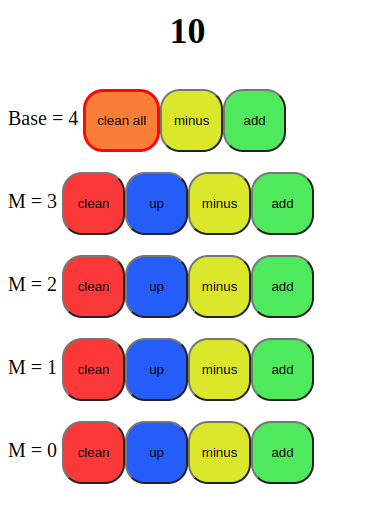 10
Base = 4 clean all minus add
M = 3 clean up minus add
M = 2 clean up minus add
M = 1 clean up minus add
M = 0 clean up minus add